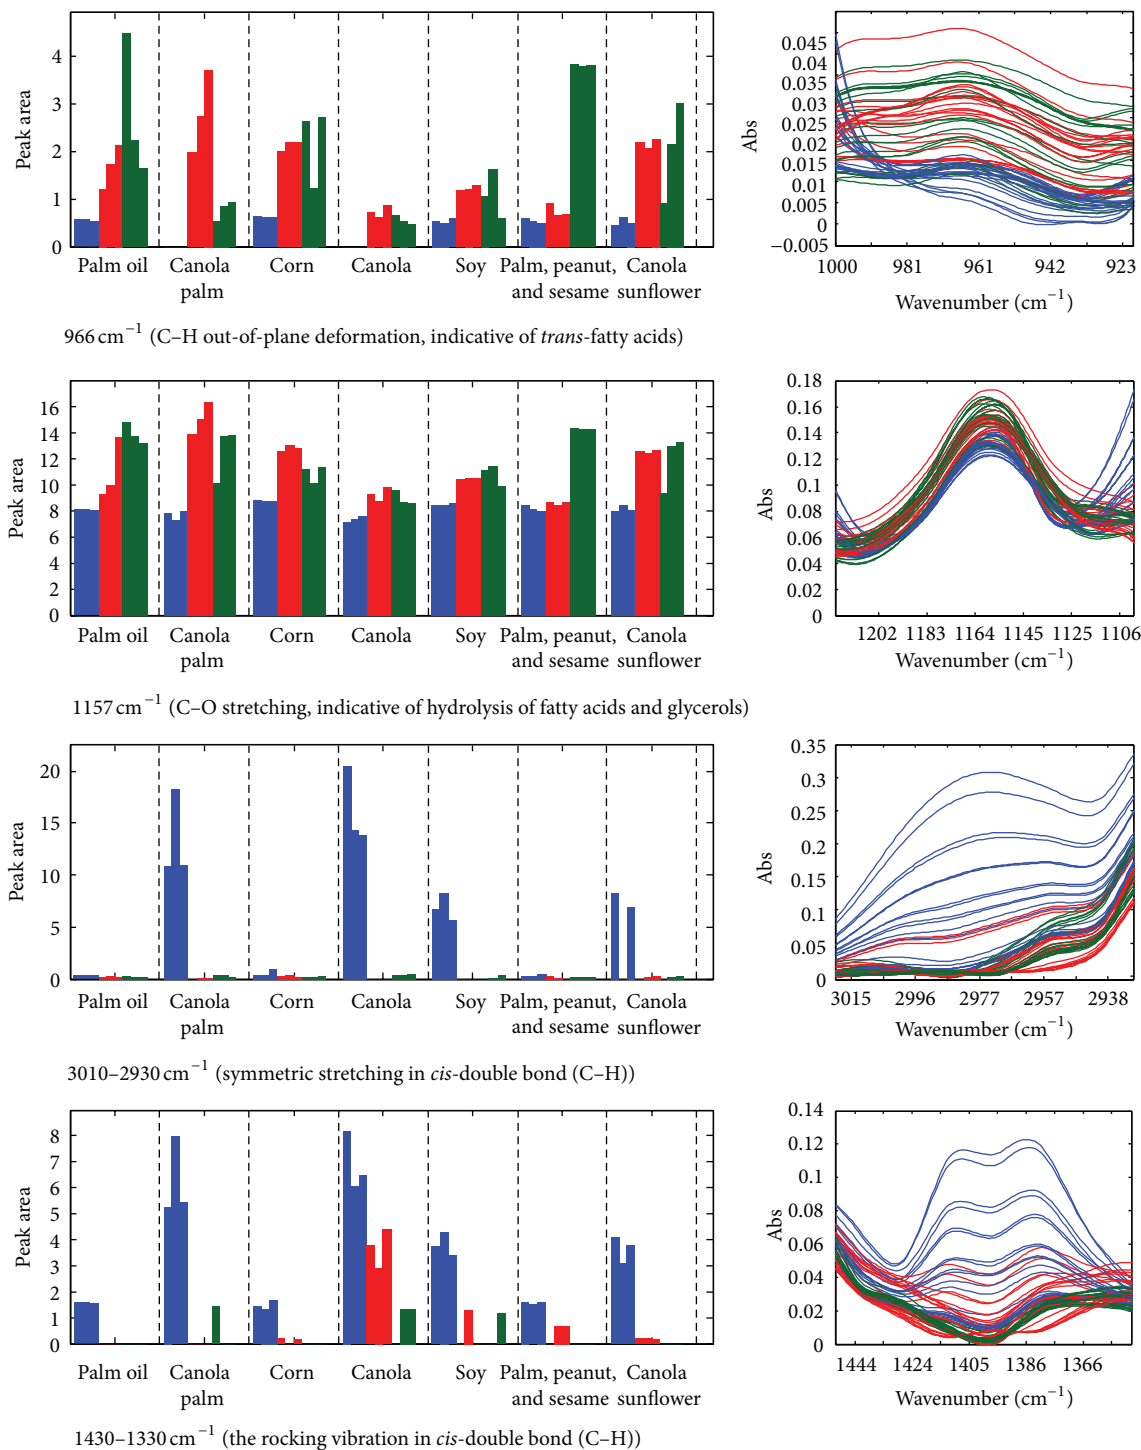 Peak area
4
3
2
1
0
Palm oil
Canola
palm
Corn
Canola
Soy
Palm, peanut,
and sesame
Canola
sunflower
966 cm−1 (C–H out-of-plane deformation, indicative of trans-fatty acids)
Abs
0.045
0.04
0.035
0.03
0.025
0.02
0.015
0.01
0.005
0
−0.005
1000 981 961 942 923
Wavenumber (cm−1)
Peak area
16
14
12
10
8
6
4
2
0
Palm oil
Canola
palm
Corn
Canola
Soy
Palm, peanut,
and sesame
Canola
sunflower
1157 cm−1 (C–O stretching, indicative of hydrolysis of fatty acids and glycerols)
Abs
0.18
0.16
0.14
0.12
0.1
0.08
0.06
0.04
0.02
0
1202 1183 1164 1145 1125 1106
Wavenumber (cm−1)
Peak area
20
15
10
5
0
Palm oil
Canola
palm
Corn
Canola
Soy
Palm, peanut,
and sesame
Canola
sunflower
3010–2930 cm−1 (symmetric stretching in cis-double bond (C–H))
Abs
0.35
0.3
0.25
0.2
0.15
0.1
0.05
0
3015 2996 2977 2957 2938
Wavenumber (cm−1)
Peak area
8
7
6
5
4
3
2
1
0
Palm oil
Canola
palm
Corn
Canola
Soy
Palm, peanut,
and sesame
Canola
sunflower
1430–1330 cm−1 (the rocking vibration in cis-double bond (C–H))
Abs
0.14
0.12
0.1
0.08
0.06
0.04
0.02
0
1444 1424 1405 1386 1366
Wavenumber (cm−1)